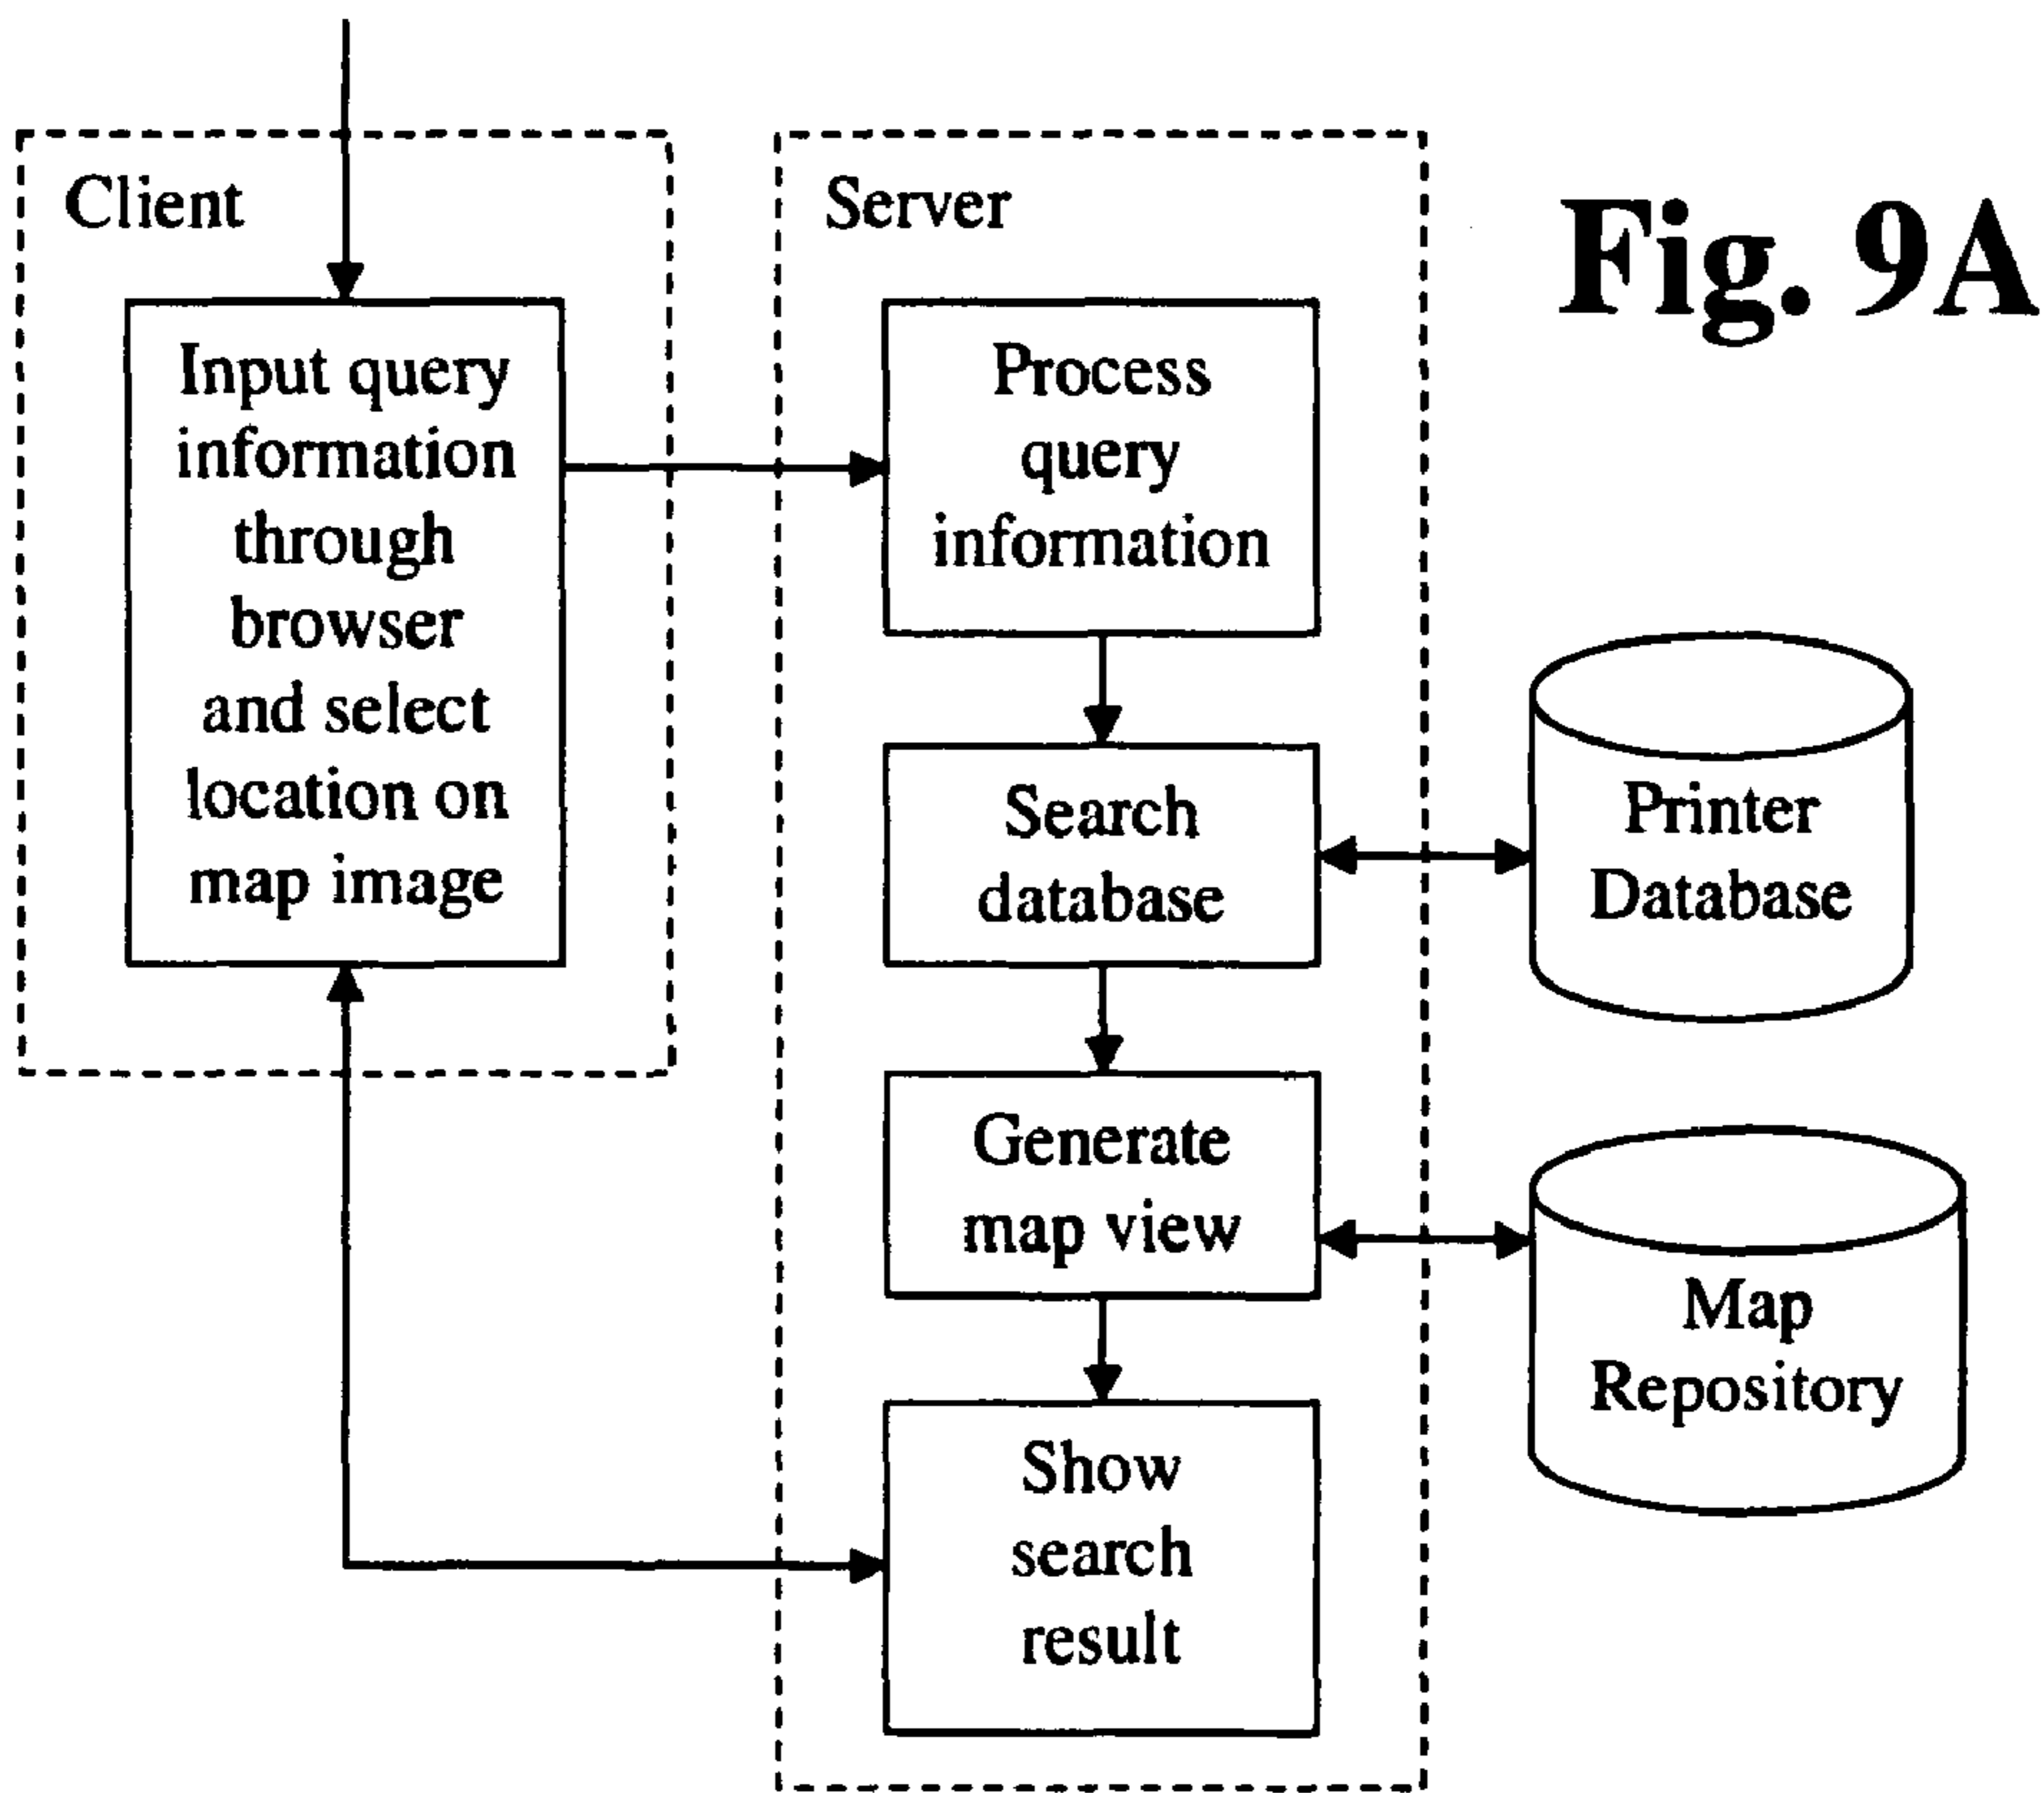 Client
Input query
information
through
browser
and select
location on
map image
Server
Process
query
information
Search
database
Generate
map view
Show
search
result
Fig. 9A
Printer
Database
Map
Repository